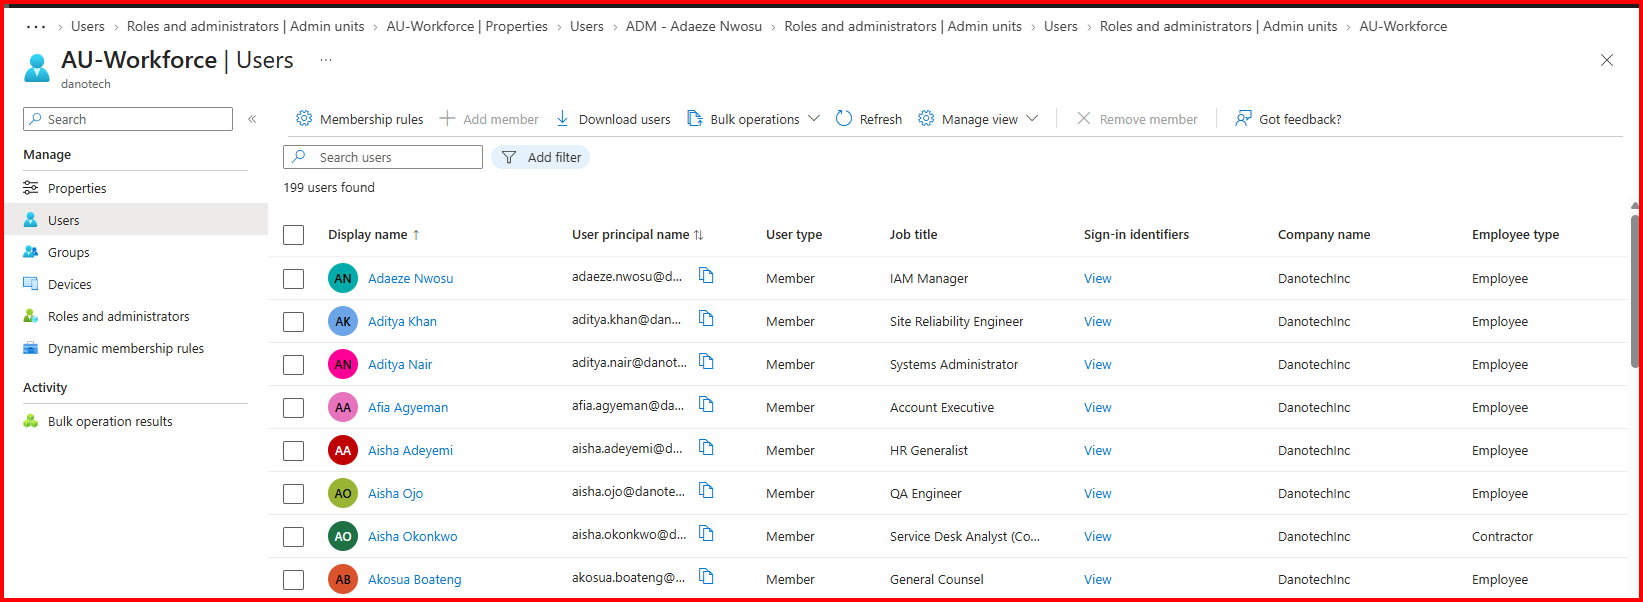 ··· > Users > Roles and administrators | Admin units > AU-Workforce | Properties > Users > ADM - Adaeze Nwosu > Roles and administrators | Admin units > Users > Roles and administrators | Admin units > AU-Workforce
AU-Workforce | Users ···
danotech
Search «
Membership rules Add member Download users Bulk operations Refresh Manage view Remove member Got feedback?
Manage
Properties
Users
Groups
Devices
Roles and administrators
Dynamic membership rules
Activity
Bulk operation results
Search users Add filter
199 users found
Display name ↑ User principal name ↑↓ User type Job title Sign-in identifiers Company name Employee type
AN Adaeze Nwosu adaeze.nwosu@d... Member IAM Manager View DanotechInc Employee
AK Aditya Khan aditya.khan@dan... Member Site Reliability Engineer View DanotechInc Employee
AN Aditya Nair aditya.nair@danot... Member Systems Administrator View DanotechInc Employee
AA Afia Agyeman afia.agyeman@da... Member Account Executive View DanotechInc Employee
AA Aisha Adeyemi aisha.adeyemi@d... Member HR Generalist View DanotechInc Employee
AO Aisha Ojo aisha.ojo@danote... Member QA Engineer View DanotechInc Employee
AO Aisha Okonkwo aisha.okonkwo@d... Member Service Desk Analyst (Co... View DanotechInc Contractor
AB Akosua Boateng akosua.boateng@... Member General Counsel View DanotechInc Employee